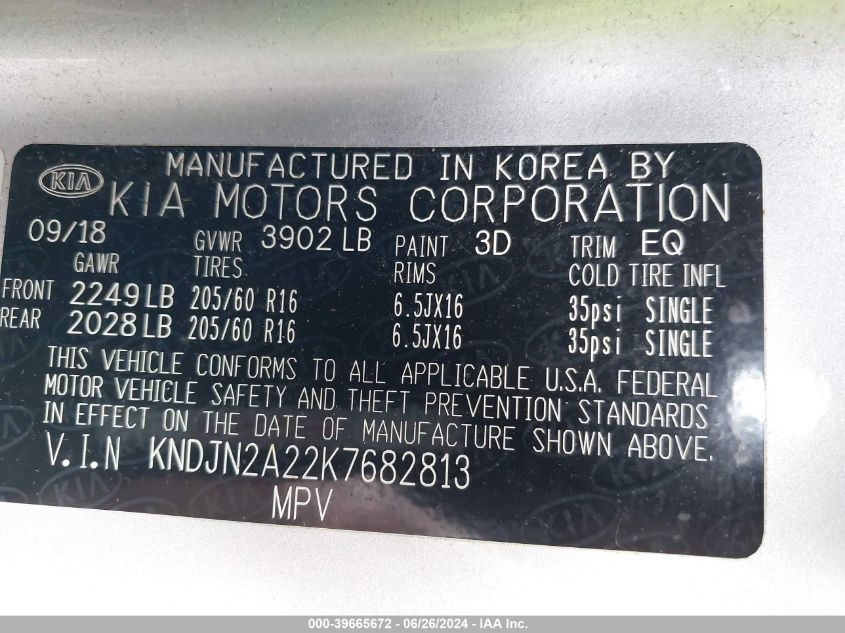 MANUFACTURED IN KOREA BY
KIA KIA MOTORS CORPORATION
09/18 GVWR 3902 LB PAINT 3D TRIM EQ
GAWR TIRES RIMS COLD TIRE INFL
FRONT 2249 LB 205/60 R16 6.5JX16 35psi SINGLE
REAR 2028 LB 205/60 R16 6.5JX16 35psi SINGLE
THIS VEHICLE CONFORMS TO ALL APPLICABLE U.S.A. FEDERAL
MOTOR VEHICLE SAFETY AND THEFT PREVENTION STANDARDS
IN EFFECT ON THE DATE OF MANUFACTURE SHOWN ABOVE.
V.I.N KNDJN2A22K7682813
MPV
000-39665672 - 06/26/2024 - IAA Inc.